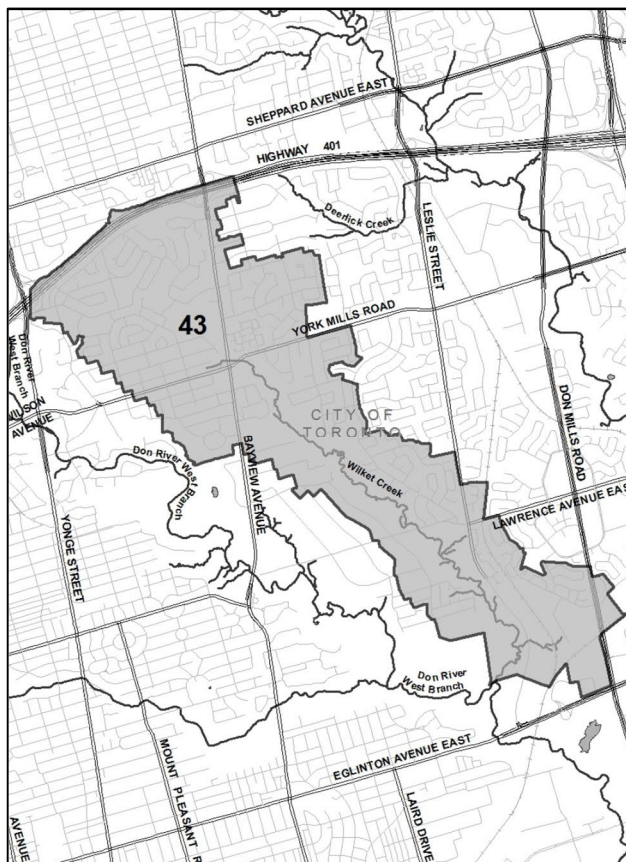 SHEPPARD AVENUE EAST
HIGHWAY 401
Deerlick Creek
LESLIE STREET
43
YORK MILLS ROAD
Don River
West Branch
WILSON
AVENUE
CITY OF
TORONTO
DON MILLS ROAD
BAYVIEW AVENUE
Don River West
Branch
Wilket Creek
LAWRENCE AVENUE EAS
YONGE STREET
Don River
West Branch
EGLINTON AVENUE EAST
MOUNT PLEASANT R
LAIRD DRIVE
AVENUE